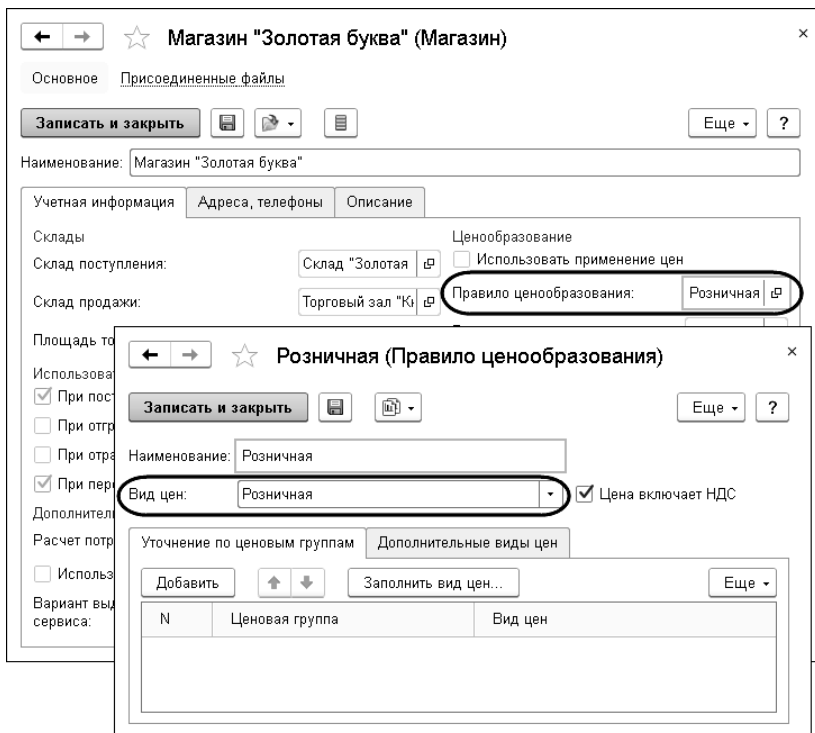 Магазин "Золотая буква" (Магазин)
Основное Присоединенные файлы
Записать и закрыть Еще ?
Наименование: Магазин "Золотая буква"
Учетная информация Адреса, телефоны Описание
Склады Ценообразование
Склад поступления: Склад "Золотая Использовать применение цен
Склад продажи: Торговый зал "Кн Правило ценообразования: Розничная
Площадь то
Использова
При пост
При отгр
При отра
При пере
Дополнител
Расчет потр
Использ
Вариант выд
сервиса:
Розничная (Правило ценообразования)
Записать и закрыть Еще ?
Наименование: Розничная
Вид цен: Розничная Цена включает НДС
Уточнение по ценовым группам Дополнительные виды цен
Добавить Заполнить вид цен... Еще
N Ценовая группа Вид цен